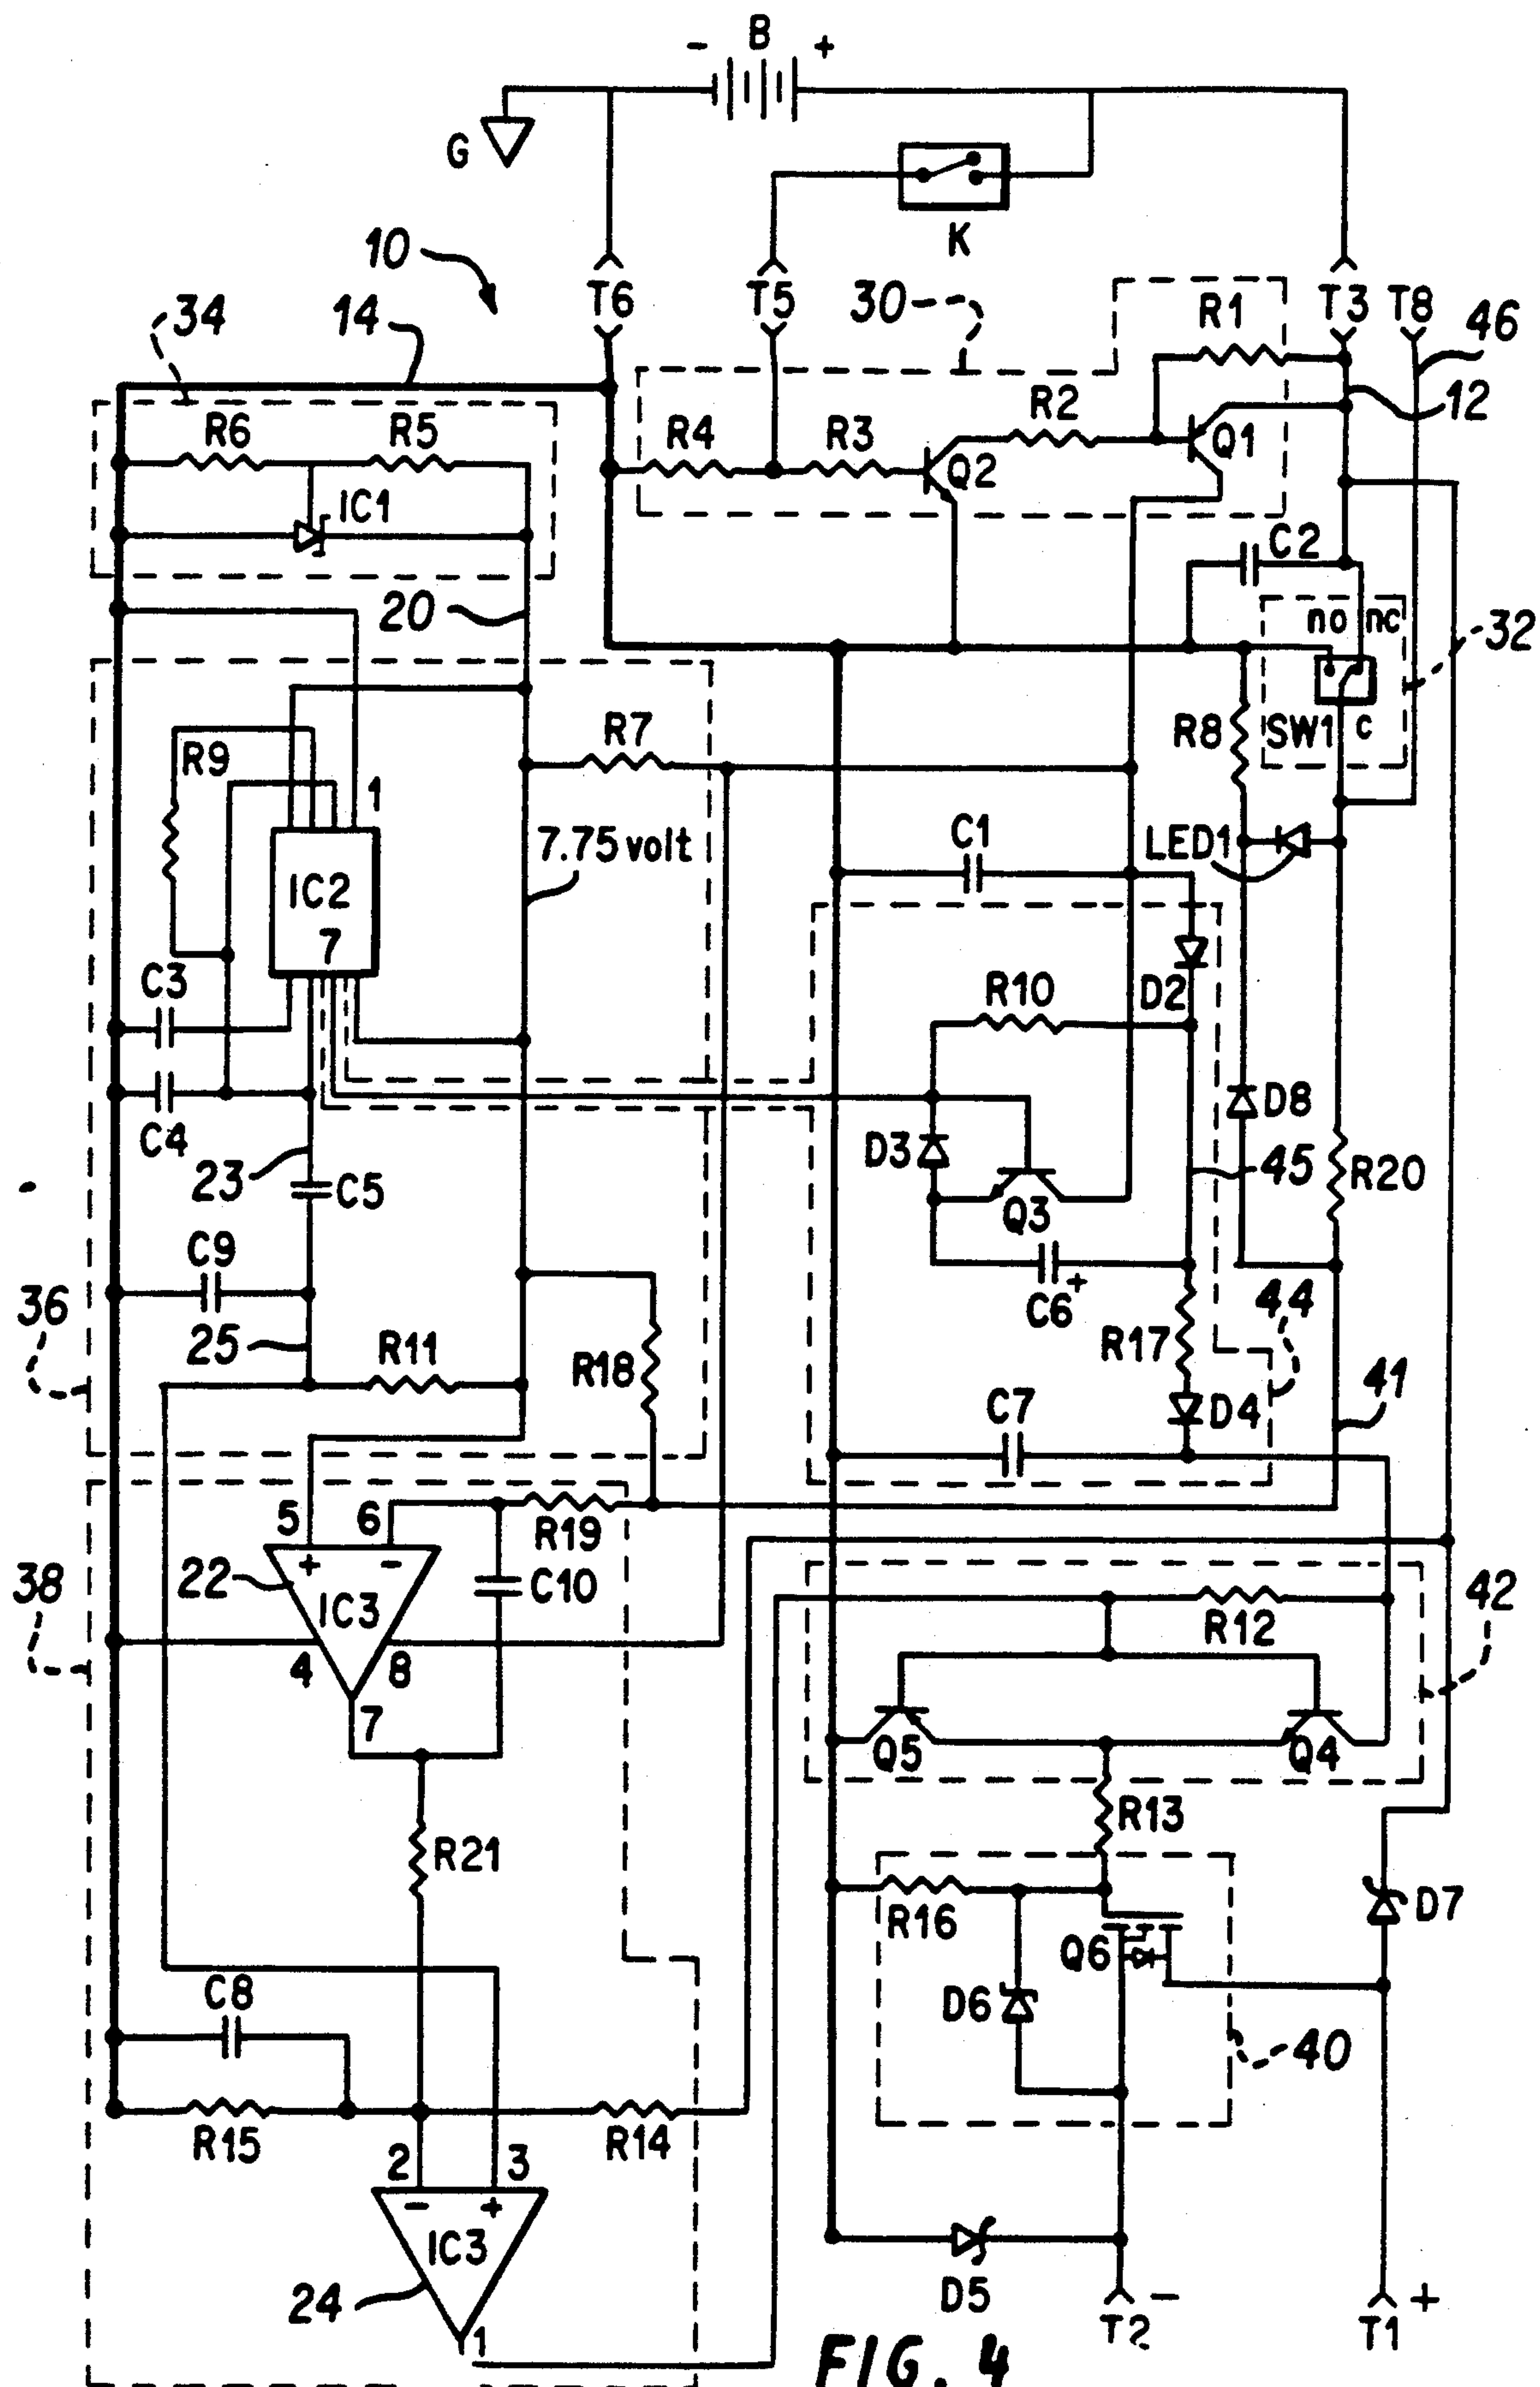 - B +
G
K
10
T6 T5 30 R1 T3 T8 46
34 14
R6 R5 R4 R3 R2 Q2 Q1 12
IC1
C2
20
no nc 32
R9 R7 R8 SW1 c
1
7.75 volt C1 LED1
IC2
7
C3 R10 D2
C4 D3 D8
23 C5 Q3 45 R20
C9
36 C6 + 44
25 R11 R18 R17 41
C7 D4
5 6 R19
+ -
38 22 IC3 C10 R12 42
4 8
7 Q5 Q4
R13
R21
R16 D7
Q6
C8 D6
40
R15 R14
2 3
- +
IC3
24 D5
1 T2 - T1 +
FIG. 4